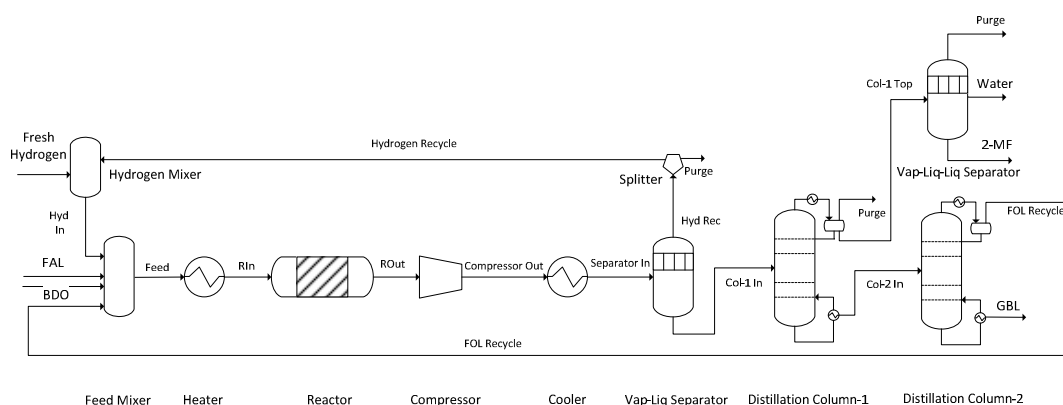 Purge
Col-1 Top
Water
2-MF
Vap-Liq-Liq Separator
Fresh
Hydrogen
Hydrogen Recycle
Hydrogen Mixer
Splitter
Purge
Hyd
In
Hyd Rec
Purge
FOL Recycle
FAL
BDO
Feed
RIn
ROut
Compressor Out
Separator In
Col-1 In
Col-2 In
GBL
FOL Recycle
Feed Mixer
Heater
Reactor
Compressor
Cooler
Vap-Liq Separator
Distillation Column-1
Distillation Column-2